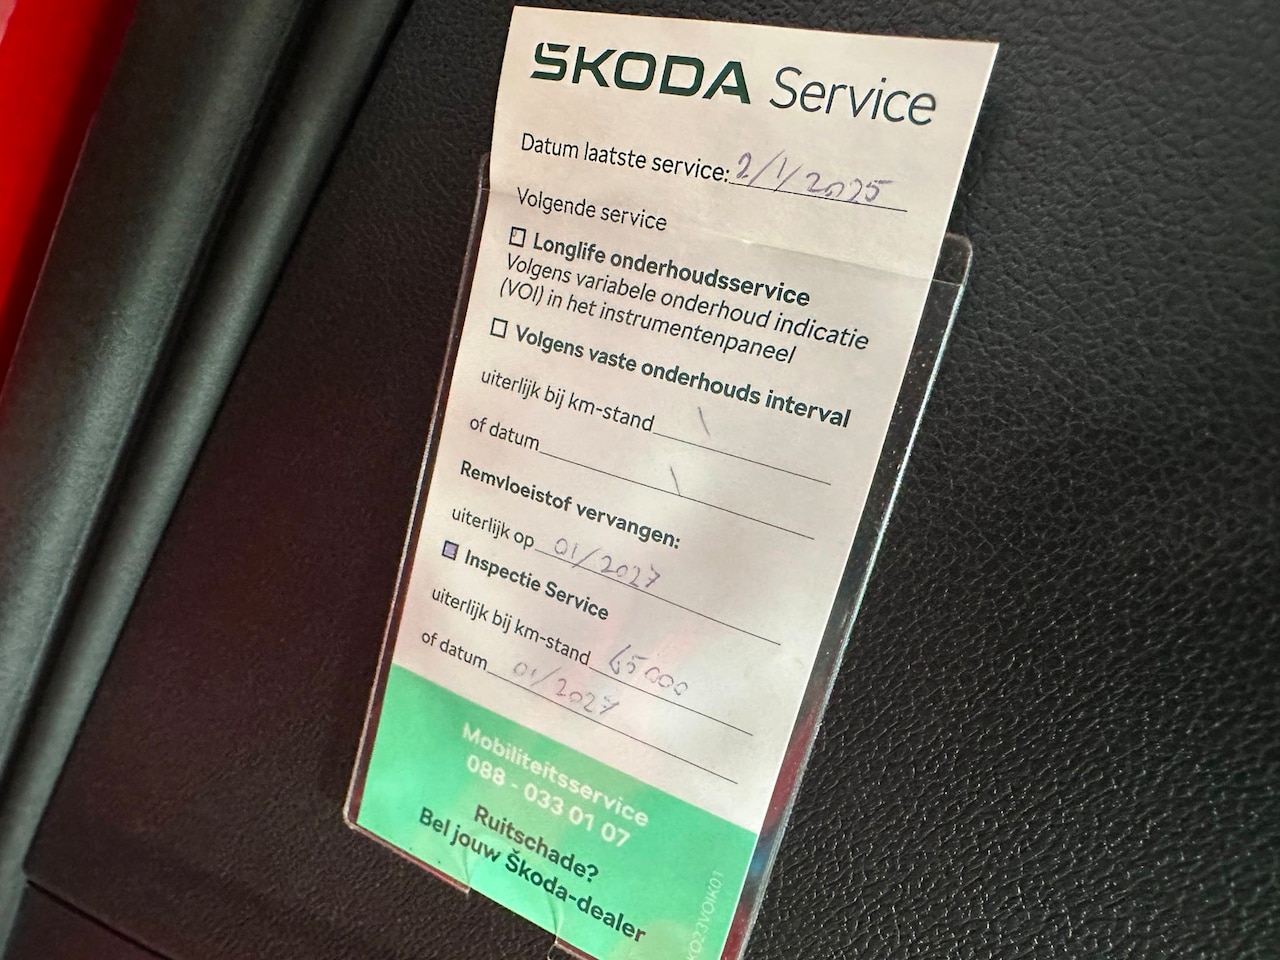 ŠKODA Service
Datum laatste service: 2/1/2025
Volgende service
Longlife onderhoudsservice
Volgens variabele onderhoud indicatie
(VOI) in het instrumentenpaneel
Volgens vaste onderhouds interval
uiterlijk bij km-stand \
of datum \
Remvloeistof vervangen:
uiterlijk op 01/2027
Inspectie Service
uiterlijk bij km-stand 65000
of datum 01/2027
Mobiliteitsservice
088 - 033 01 07
Ruitschade?
Bel jouw Škoda-dealer